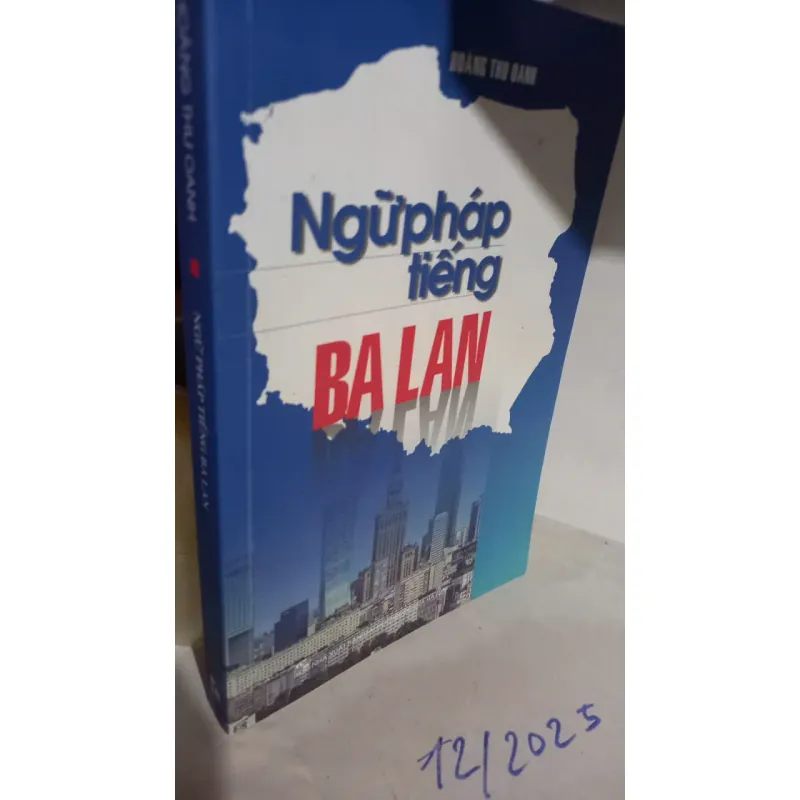 HOÀNG THU OANH
Ngữ pháp
tiếng
BA LAN
HOÀNG THU OANH
NGỮ PHÁP TIẾNG BA LAN
12/2025